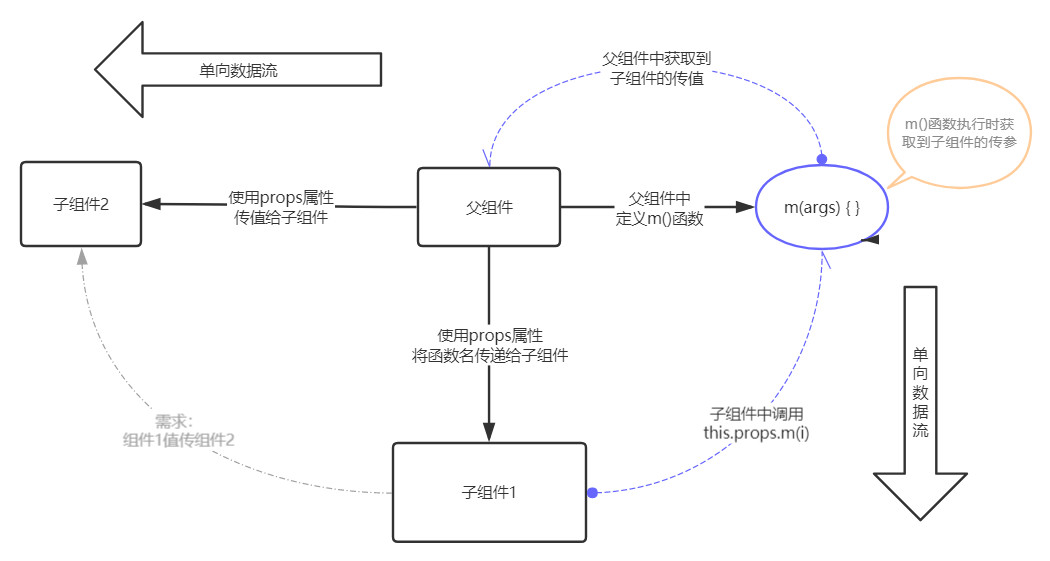 单向数据流
父组件中获取到
子组件的传值
m()函数执行时获
取到子组件的传参
子组件2
使用props属性
传值给子组件
父组件
父组件中
定义m()函数
m(args) { }
使用props属性
将函数名传递给子组件
单
向
数
据
流
需求：
组件1值传组件2
子组件中调用
this.props.m(i)
子组件1